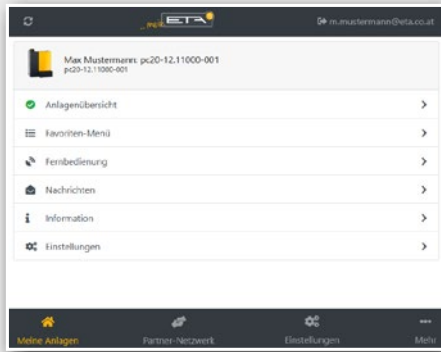 meinETA
m.mustermann@eta.co.at
Max Mustermann: pc20-12.11000-001
pc20-12.11000-001
Anlagenübersicht
Favoriten-Menü
Fernbedienung
Nachrichten
Information
Einstellungen
Meine Anlagen
Partner-Netzwerk
Einstellungen
Mehr